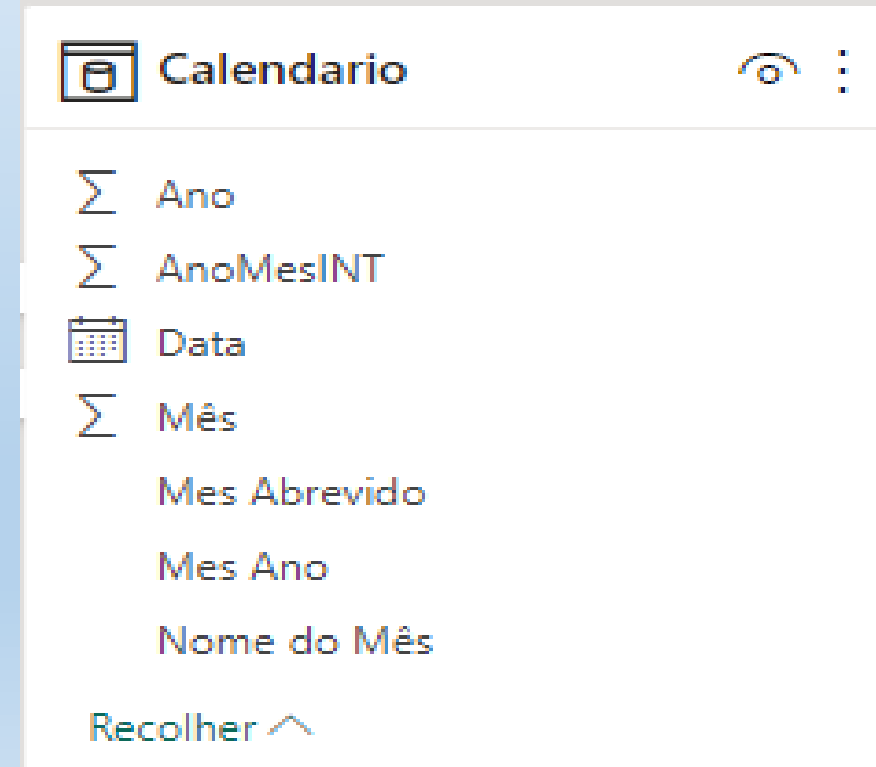 Calendario
Ano
AnoMesINT
Data
Mês
Mes Abrevido
Mes Ano
Nome do Mês
Recolher